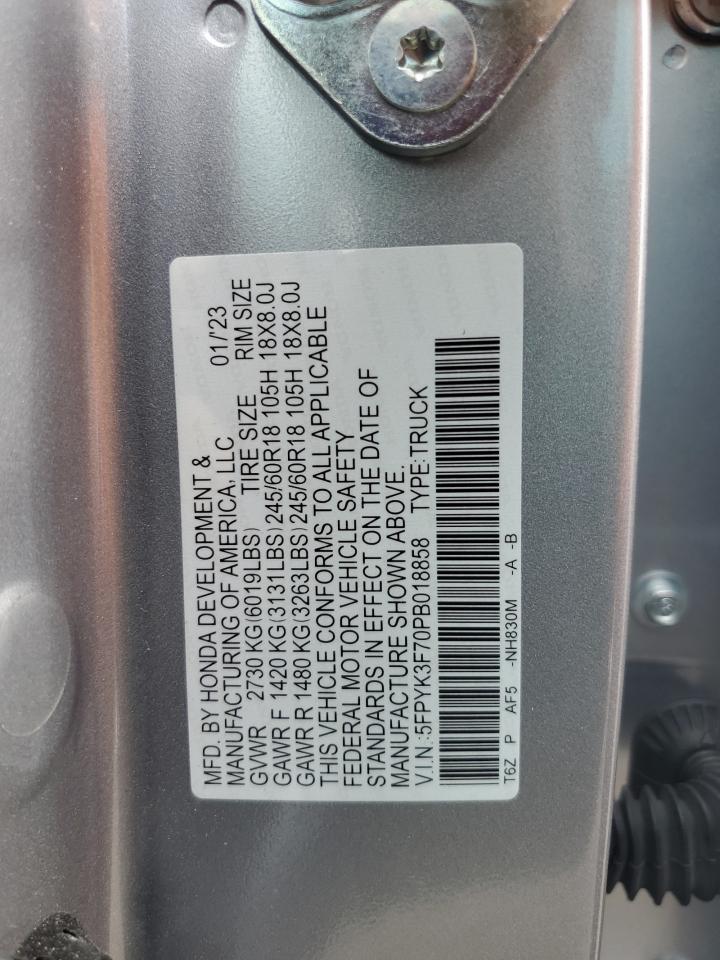 MFD. BY HONDA DEVELOPMENT &
MANUFACTURING OF AMERICA, LLC 01/'23
GVWR 2730 KG(6019LBS) TIRE SIZE RIM SIZE
GAWR F 1420 KG(3131LBS) 245/60R18 105H 18X8.0J
GAWR R 1480 KG(3263LBS) 245/60R18 105H 18X8.0J
THIS VEHICLE CONFORMS TO ALL APPLICABLE
FEDERAL MOTOR VEHICLE SAFETY
STANDARDS IN EFFECT ON THE DATE OF
MANUFACTURE SHOWN ABOVE.
V.I.N.:5FPYK3F70PB018858 TYPE:TRUCK
T6Z P AF5 -NH830M -A -B